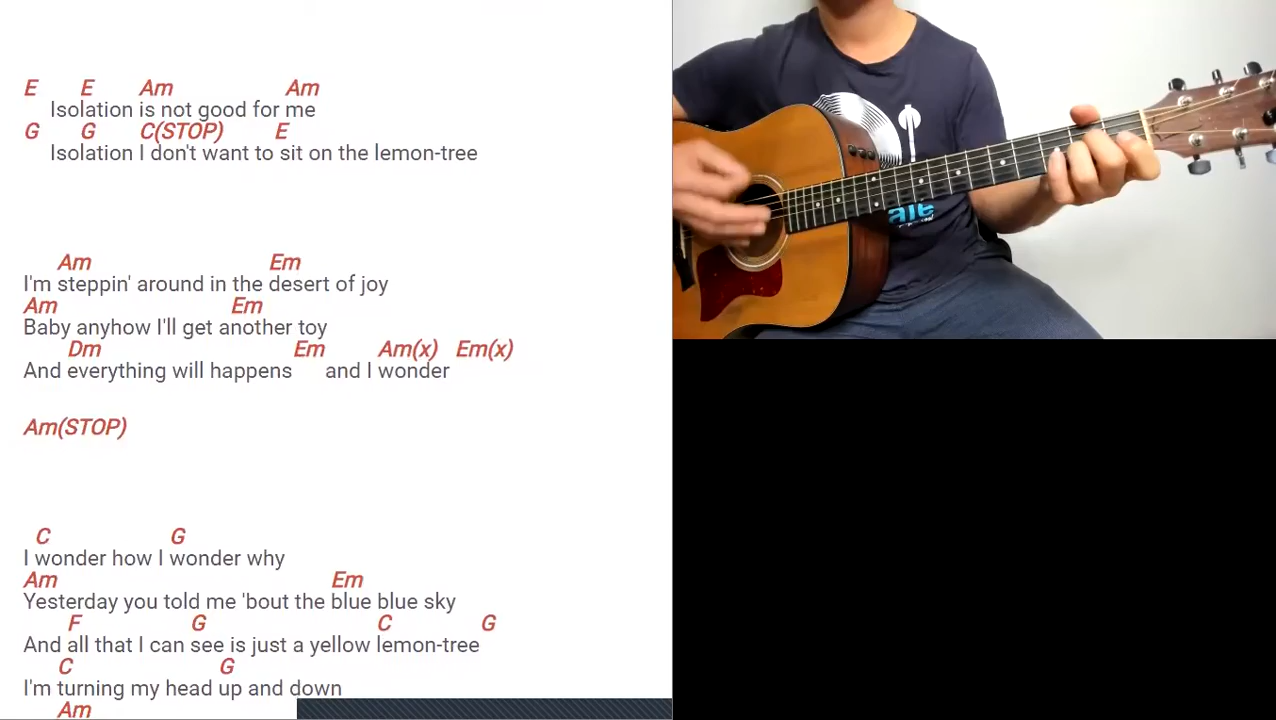 E E Am Am
Isolation is not good for me
G G C(STOP) E
Isolation I don't want to sit on the lemon-tree
Am Em
I'm steppin' around in the desert of joy
Am Em
Baby anyhow I'll get another toy
Dm Em Am(x) Em(x)
And everything will happens and I wonder
Am(STOP)
C G
I wonder how I wonder why
Am Em
Yesterday you told me 'bout the blue blue sky
F G C G
And all that I can see is just a yellow lemon-tree
C G
I'm turning my head up and down
Am